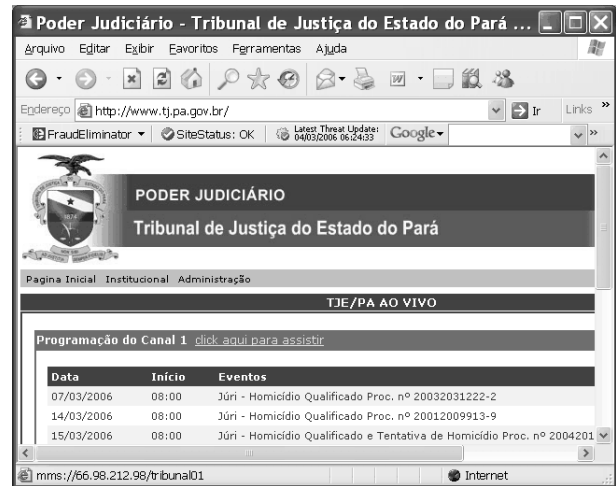 Poder Judiciário - Tribunal de Justiça do Estado do Pará ...
Arquivo Editar Exibir Favoritos Ferramentas Ajuda
Endereço http://www.tj.pa.gov.br/ Ir Links »
FraudEliminator SiteStatus: OK Latest Threat Update: 04/03/2006 06:24:33 Google »
PODER JUDICIÁRIO
Tribunal de Justiça do Estado do Pará
Pagina Inicial Institucional Administração
TJE/PA AO VIVO
Programação do Canal 1 click aqui para assistir
Data Início Eventos
07/03/2006 08:00 Júri - Homicídio Qualificado Proc. nº 20032031222-2
14/03/2006 08:00 Júri - Homicídio Qualificado Proc. nº 20012009913-9
15/03/2006 08:00 Júri - Homicídio Qualificado e Tentativa de Homicídio Proc. nº 2004201
mms://66.98.212.98/tribunal01 Internet